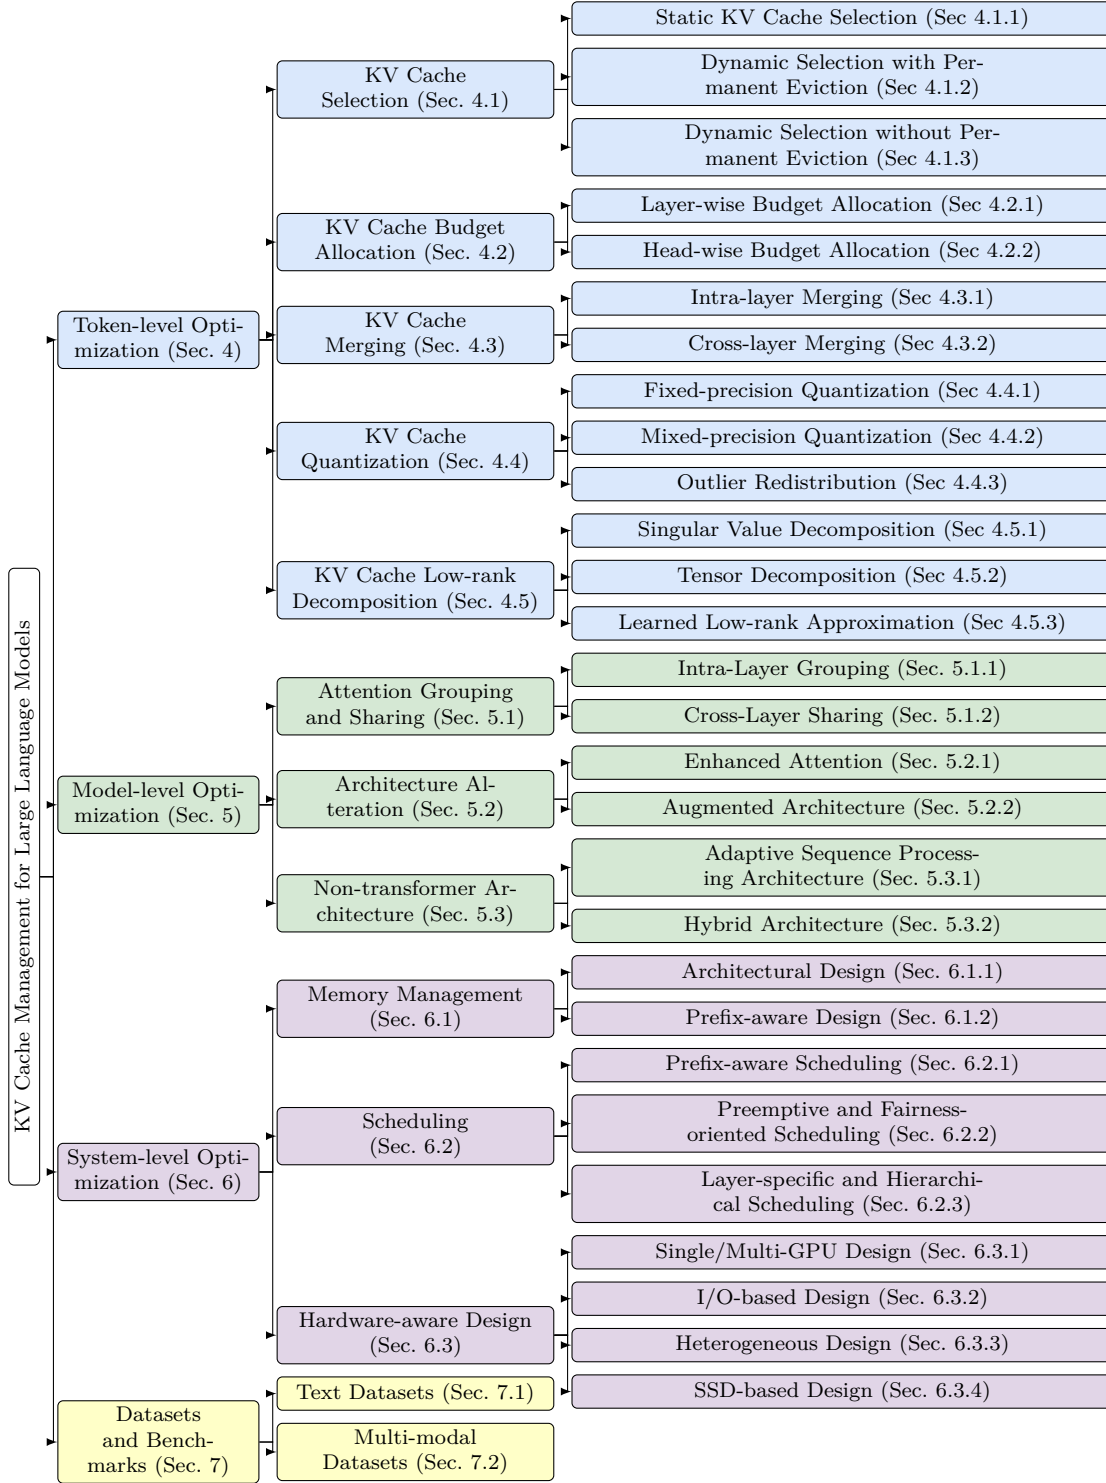 KV Cache Management for Large Language Models
Token-level Opti-
mization (Sec. 4)
KV Cache
Selection (Sec. 4.1)
Static KV Cache Selection (Sec 4.1.1)
Dynamic Selection with Per-
manent Eviction (Sec 4.1.2)
Dynamic Selection without Per-
manent Eviction (Sec 4.1.3)
KV Cache Budget
Allocation (Sec. 4.2)
Layer-wise Budget Allocation (Sec 4.2.1)
Head-wise Budget Allocation (Sec 4.2.2)
KV Cache
Merging (Sec. 4.3)
Intra-layer Merging (Sec 4.3.1)
Cross-layer Merging (Sec 4.3.2)
KV Cache
Quantization (Sec. 4.4)
Fixed-precision Quantization (Sec 4.4.1)
Mixed-precision Quantization (Sec 4.4.2)
Outlier Redistribution (Sec 4.4.3)
KV Cache Low-rank
Decomposition (Sec. 4.5)
Singular Value Decomposition (Sec 4.5.1)
Tensor Decomposition (Sec 4.5.2)
Learned Low-rank Approximation (Sec 4.5.3)
Model-level Opti-
mization (Sec. 5)
Attention Grouping
and Sharing (Sec. 5.1)
Intra-Layer Grouping (Sec. 5.1.1)
Cross-Layer Sharing (Sec. 5.1.2)
Architecture Al-
teration (Sec. 5.2)
Enhanced Attention (Sec. 5.2.1)
Augmented Architecture (Sec. 5.2.2)
Non-transformer Ar-
chitecture (Sec. 5.3)
Adaptive Sequence Process-
ing Architecture (Sec. 5.3.1)
Hybrid Architecture (Sec. 5.3.2)
System-level Opti-
mization (Sec. 6)
Memory Management
(Sec. 6.1)
Architectural Design (Sec. 6.1.1)
Prefix-aware Design (Sec. 6.1.2)
Scheduling
(Sec. 6.2)
Prefix-aware Scheduling (Sec. 6.2.1)
Preemptive and Fairness-
oriented Scheduling (Sec. 6.2.2)
Layer-specific and Hierarchi-
cal Scheduling (Sec. 6.2.3)
Hardware-aware Design
(Sec. 6.3)
Single/Multi-GPU Design (Sec. 6.3.1)
I/O-based Design (Sec. 6.3.2)
Heterogeneous Design (Sec. 6.3.3)
SSD-based Design (Sec. 6.3.4)
Datasets
and Bench-
marks (Sec. 7)
Text Datasets (Sec. 7.1)
Multi-modal
Datasets (Sec. 7.2)